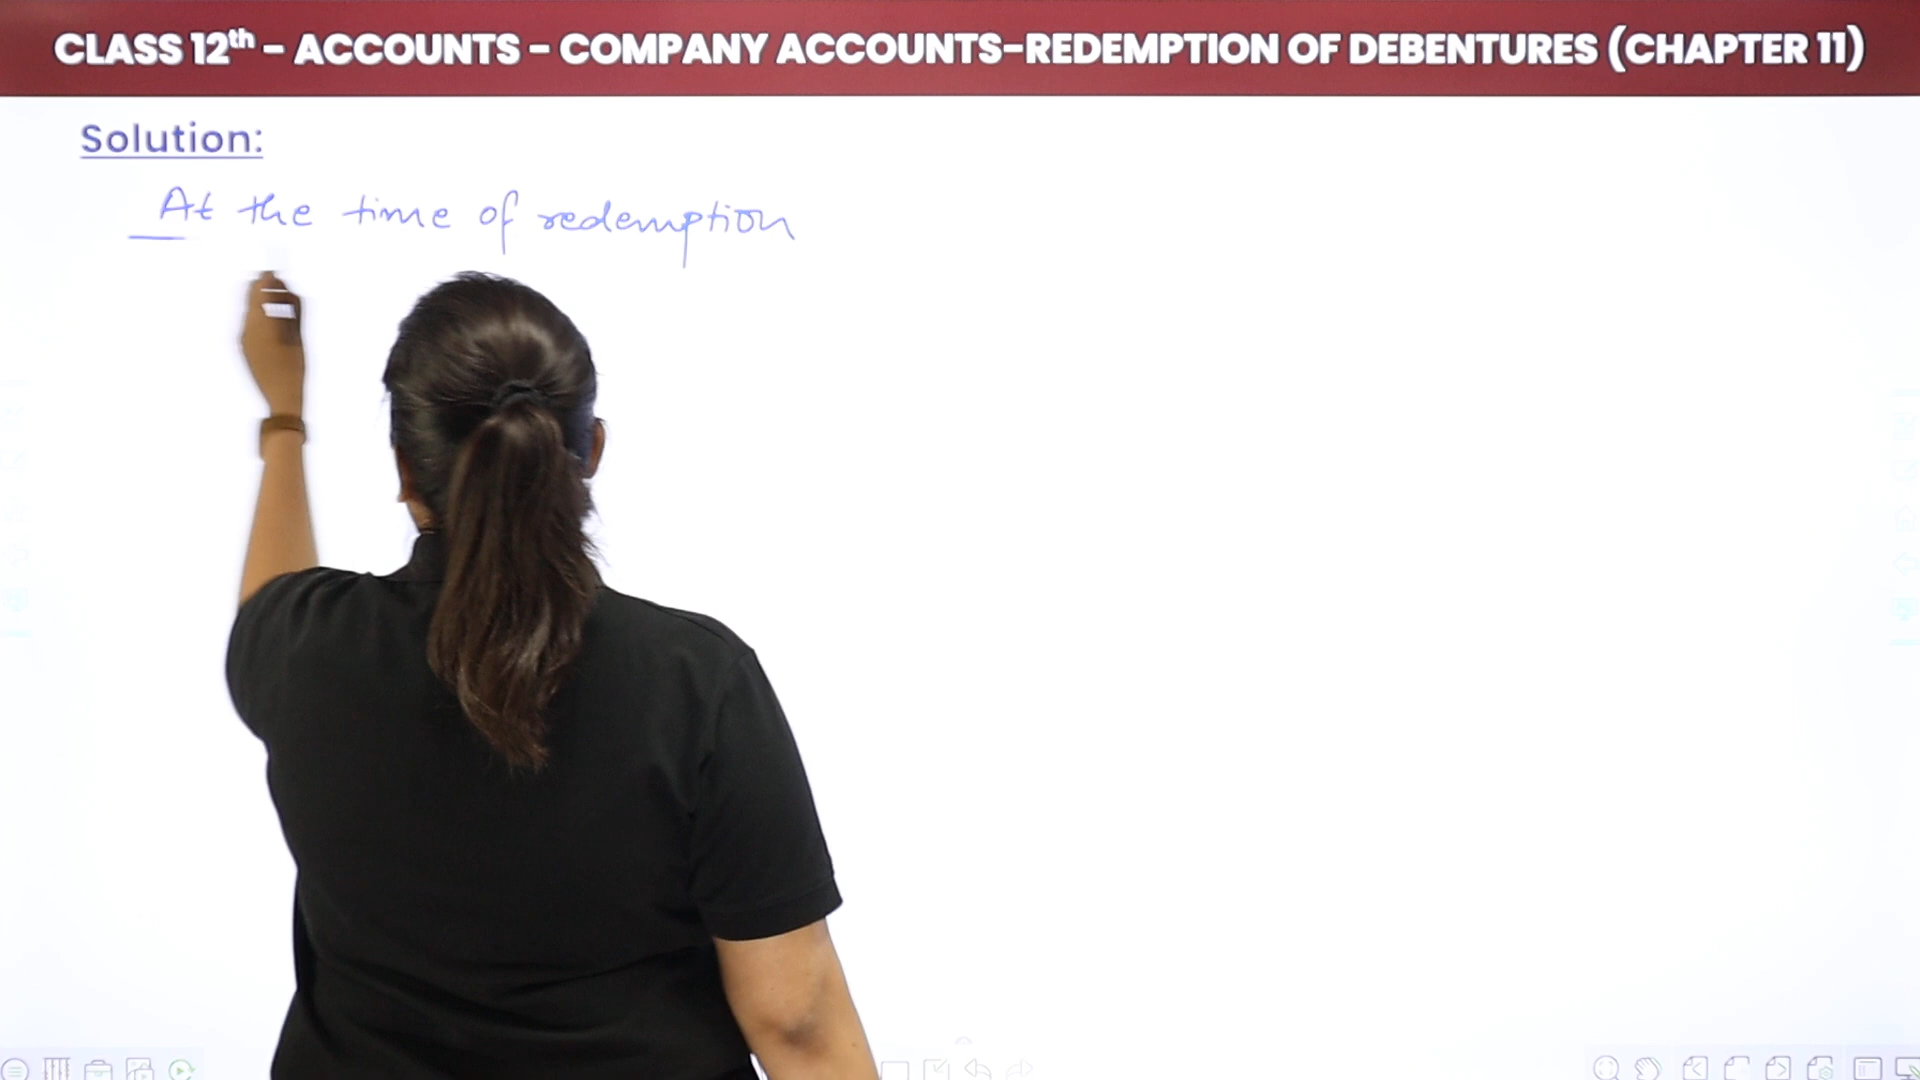 CLASS 12th - ACCOUNTS - COMPANY ACCOUNTS-REDEMPTION OF DEBENTURES (CHAPTER 11)
Solution:
At the time of redemption